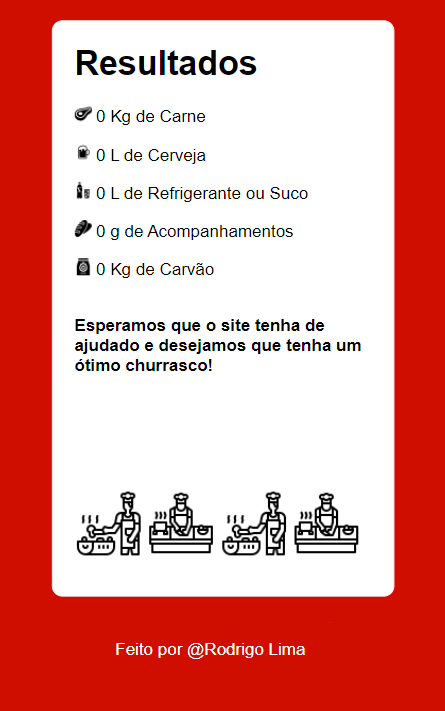 Resultados
0 Kg de Carne
0 L de Cerveja
0 L de Refrigerante ou Suco
0 g de Acompanhamentos
0 Kg de Carvão
Esperamos que o site tenha de
ajudado e desejamos que tenha um
ótimo churrasco!
Feito por @Rodrigo Lima